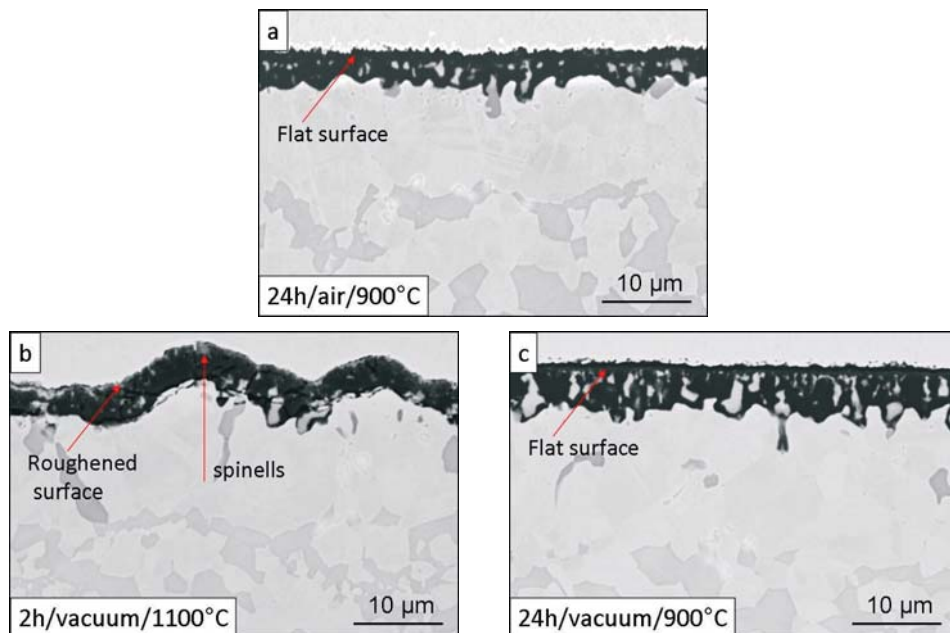 a
Flat surface
24h/air/900°C
10 µm
b
Roughened
surface
spinells
2h/vacuum/1100°C
10 µm
c
Flat surface
24h/vacuum/900°C
10 µm